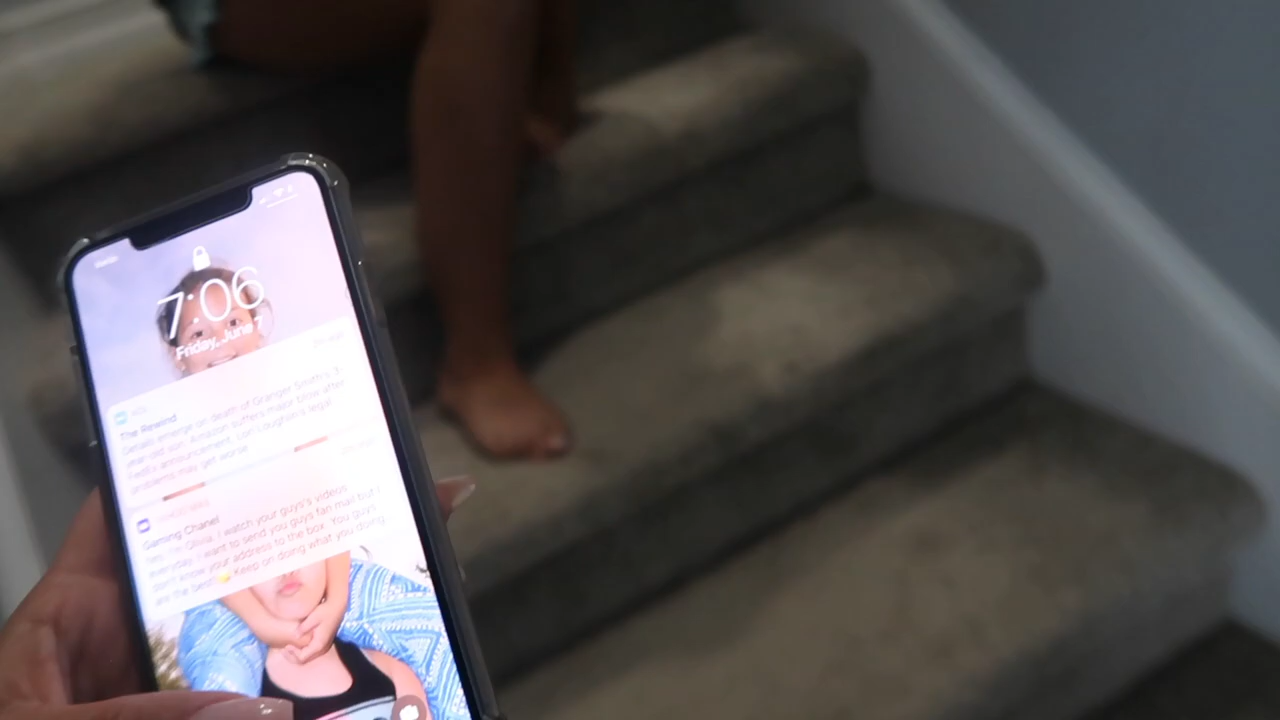 7:06
Friday, June 7
The Rewind
Details emerge on death of Granger Smith's 3-
year-old son, Amazon suffers major blow after
FedEx announcement, Lori Loughlin's legal
problems may get worse
Gaming Chanel
I'm Olivia. I watch your guys's videos
everyday. I want to send you guys fan mail but I
don't know your address to the box. You guys
are the best! Keep on doing what you doing